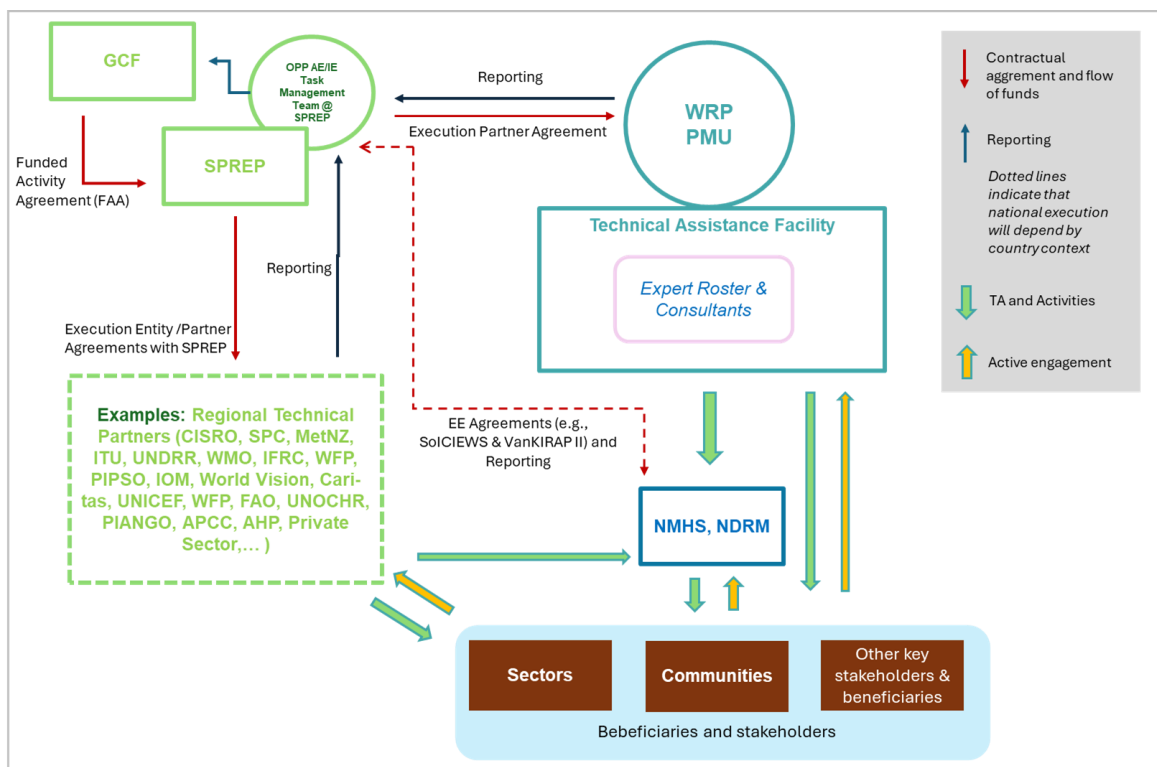 GCF
OPP AE/IE
Task
Management
Team @
SPREP
SPREP
Funded
Activity
Agreement (FAA)
Reporting
Execution Partner Agreement
WRP
PMU
Technical Assistance Facility
Expert Roster &
Consultants
Reporting
Execution Entity /Partner
Agreements with SPREP
Examples: Regional Technical
Partners (CISRO, SPC, MetNZ,
ITU, UNDRR, WMO, IFRC, WFP,
PIPSO, IOM, World Vision, Cari-
tas, UNICEF, WFP, FAO, UNOCHR,
PIANGO, APCC, AHP, Private
Sector,... )
EE Agreements (e.g.,
SolCIEWS & VanKIRAP II) and
Reporting
NMHS, NDRM
Sectors
Communities
Other key
stakeholders &
beneficiaries
Bebeficiaries and stakeholders
Contractual
aggrement and flow
of funds
Reporting
Dotted lines
indicate that
national execution
will depend by
country context
TA and Activities
Active engagement